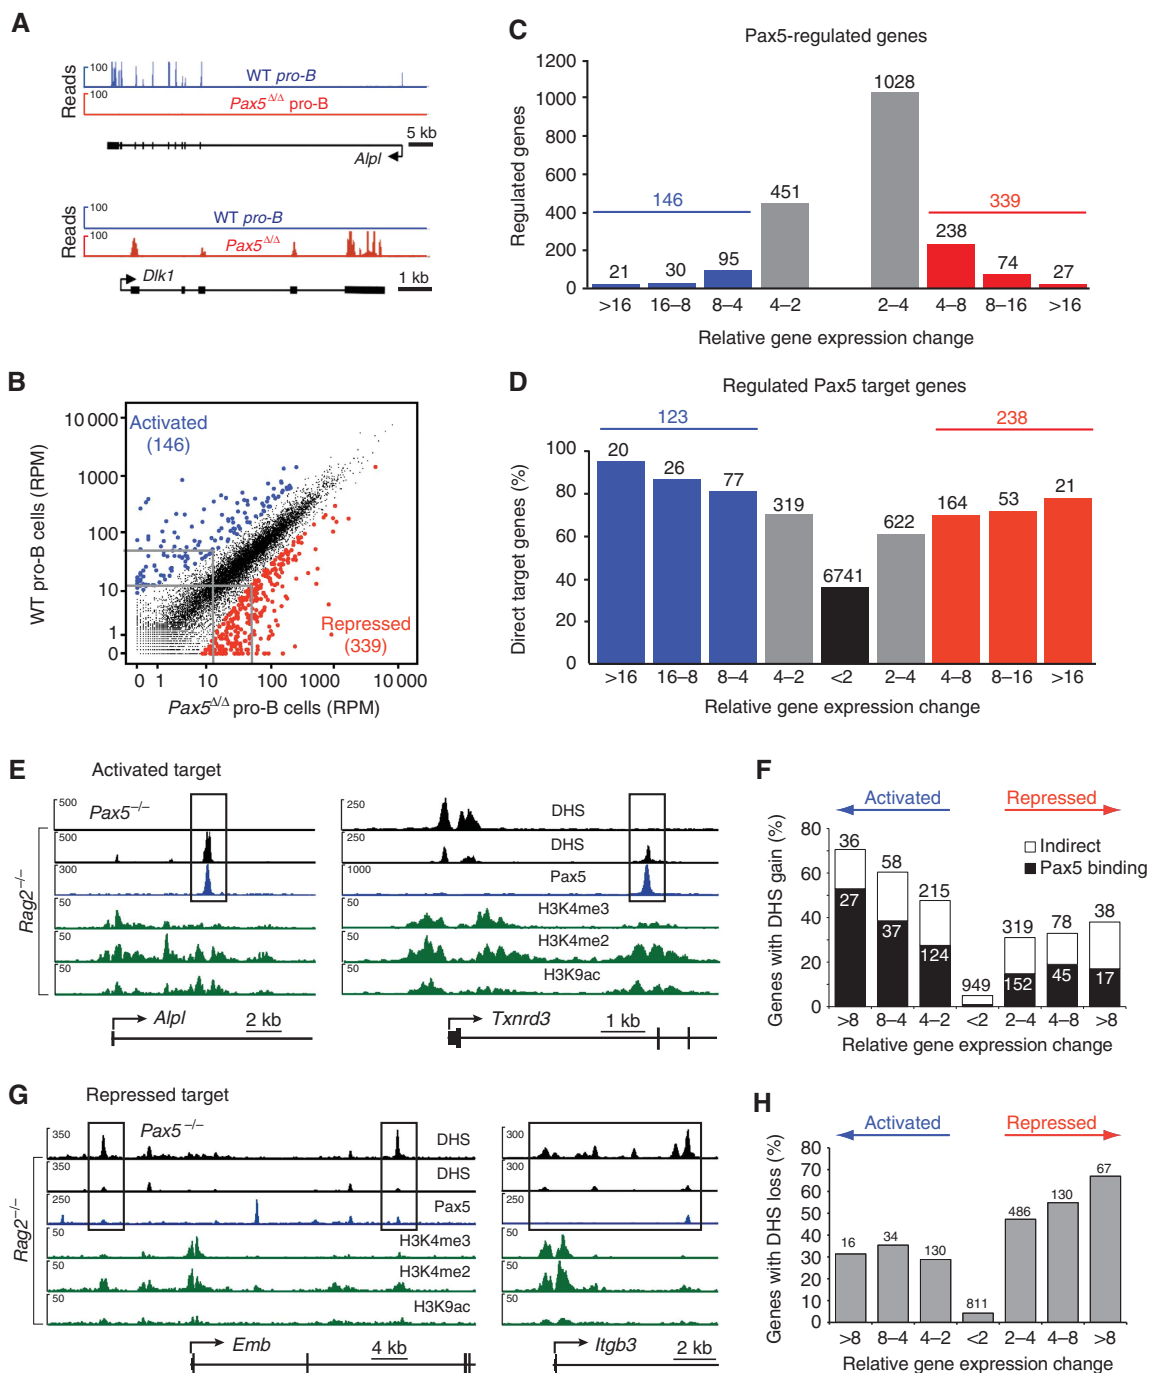 A
Reads
100
WT pro-B
100
Pax5Δ/Δ pro-B
5 kb
Alpl
Reads
100
WT pro-B
100
Pax5Δ/Δ
Dlk1
1 kb
B
WT pro-B cells (RPM)
10 000
1000
100
10
1
0
Activated
(146)
Repressed
(339)
0 1 10 100 1000 10 000
Pax5Δ/Δ pro-B cells (RPM)
C
Pax5-regulated genes
Regulated genes
1200
1000
800
600
400
200
0
146
339
21 30 95 451 1028 238 74 27
>16 16–8 8–4 4–2 2–4 4–8 8–16 >16
Relative gene expression change
D
Regulated Pax5 target genes
Direct target genes (%)
100
80
60
40
20
0
123
238
20 26 77 319 6741 622 164 53 21
>16 16–8 8–4 4–2 <2 2–4 4–8 8–16 >16
Relative gene expression change
E
Activated target
Rag2−/−
500
Pax5−/−
500
300
50
50
50
Alpl
2 kb
250
DHS
250
DHS
1000
Pax5
50
H3K4me3
50
H3K4me2
50
H3K9ac
Txnrd3
1 kb
F
Activated
Repressed
Genes with DHS gain (%)
80
60
40
20
0
Indirect
Pax5 binding
36 58 215 949 319 78 38
27 37 124 152 45 17
>8 8–4 4–2 <2 2–4 4–8 >8
Relative gene expression change
G
Repressed target
Rag2−/−
350
Pax5−/−
DHS
350
DHS
250
Pax5
50
H3K4me3
50
H3K4me2
50
H3K9ac
Emb
4 kb
300
300
250
50
50
50
Itgb3
2 kb
H
Activated
Repressed
Genes with DHS loss (%)
80
70
60
50
40
30
20
10
0
16 34 130 811 486 130 67
>8 8–4 4–2 <2 2–4 4–8 >8
Relative gene expression change